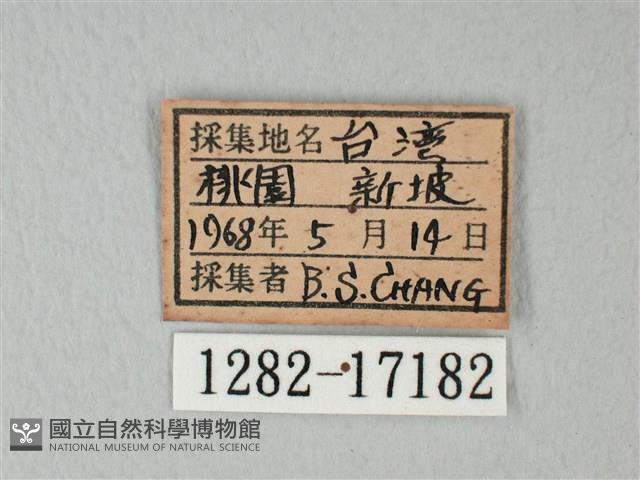 採集地名台湾
桃園 新坡
1968年 5 月 14 日
採集者 B.S.CHANG
1282-17182
國立自然科學博物館
NATIONAL MUSEUM OF NATURAL SCIENCE